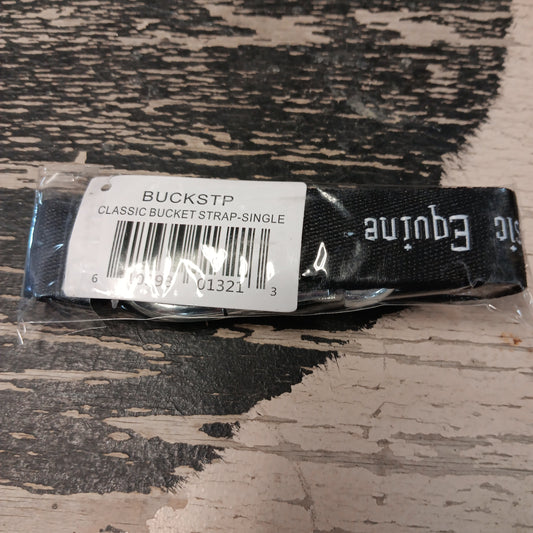 BUCKSTP
CLASSIC BUCKET STRAP-SINGLE
6 01321 3
Equine